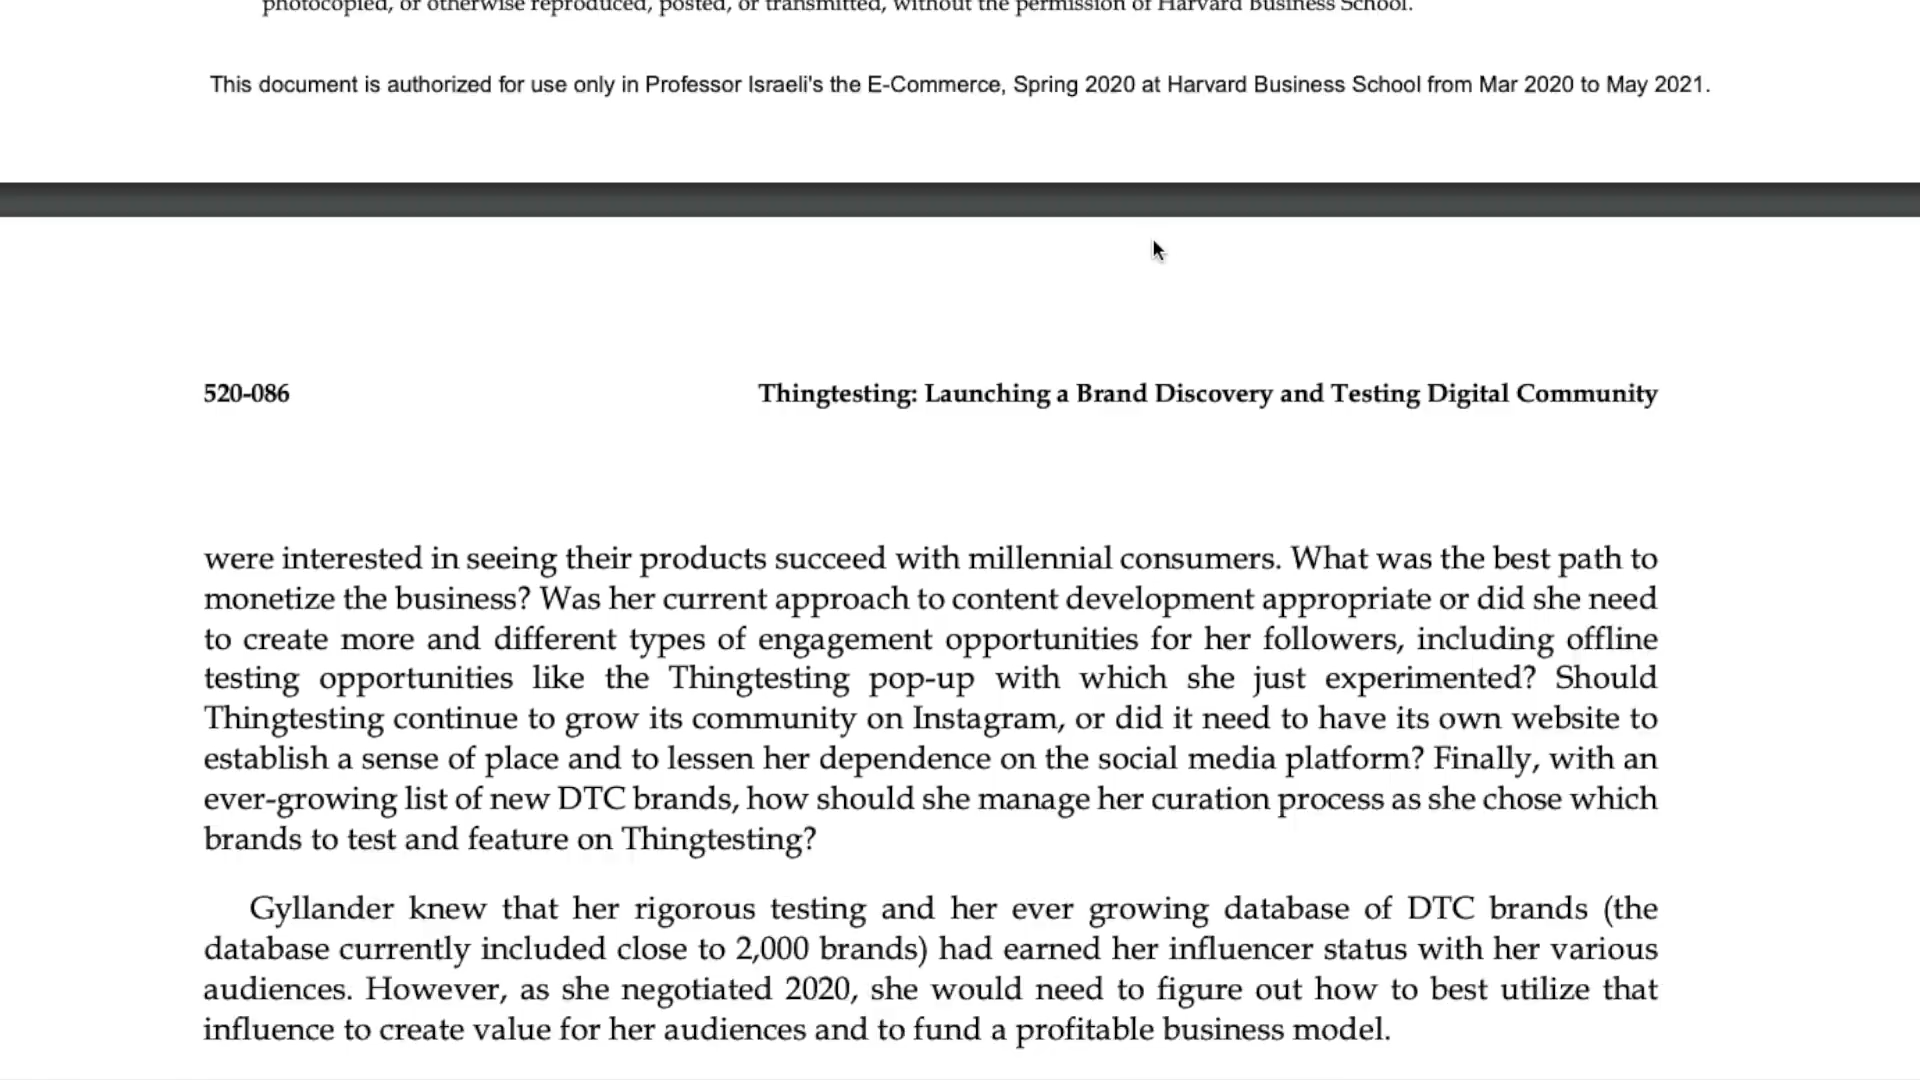 photocopied, or otherwise reproduced, posted, or transmitted, without the permission of Harvard Business School.
This document is authorized for use only in Professor Israeli's the E-Commerce, Spring 2020 at Harvard Business School from Mar 2020 to May 2021.
520-086 Thingtesting: Launching a Brand Discovery and Testing Digital Community
were interested in seeing their products succeed with millennial consumers. What was the best path to
monetize the business? Was her current approach to content development appropriate or did she need
to create more and different types of engagement opportunities for her followers, including offline
testing opportunities like the Thingtesting pop-up with which she just experimented? Should
Thingtesting continue to grow its community on Instagram, or did it need to have its own website to
establish a sense of place and to lessen her dependence on the social media platform? Finally, with an
ever-growing list of new DTC brands, how should she manage her curation process as she chose which
brands to test and feature on Thingtesting?
Gyllander knew that her rigorous testing and her ever growing database of DTC brands (the
database currently included close to 2,000 brands) had earned her influencer status with her various
audiences. However, as she negotiated 2020, she would need to figure out how to best utilize that
influence to create value for her audiences and to fund a profitable business model.